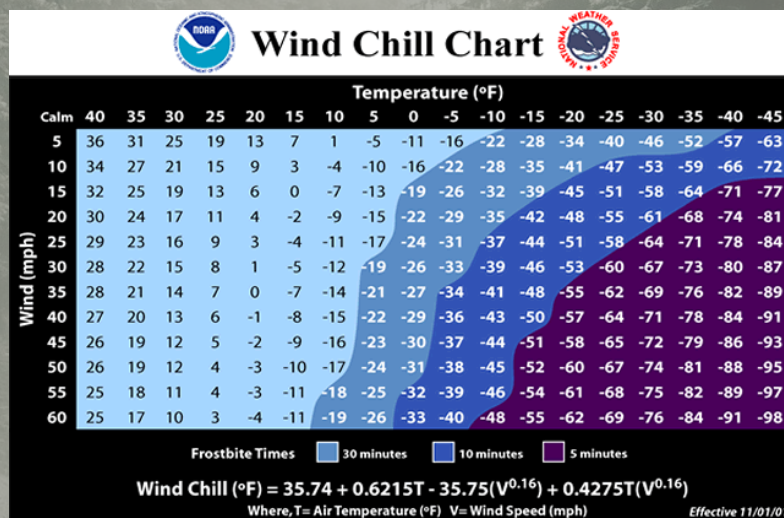 NOAA
Wind Chill Chart
NATIONAL WEATHER SERVICE
Temperature (ºF)
Calm 40 35 30 25 20 15 10 5 0 -5 -10 -15 -20 -25 -30 -35 -40 -45
Wind (mph)
5 36 31 25 19 13 7 1 -5 -11 -16 -22 -28 -34 -40 -46 -52 -57 -63
10 34 27 21 15 9 3 -4 -10 -16 -22 -28 -35 -41 -47 -53 -59 -66 -72
15 32 25 19 13 6 0 -7 -13 -19 -26 -32 -39 -45 -51 -58 -64 -71 -77
20 30 24 17 11 4 -2 -9 -15 -22 -29 -35 -42 -48 -55 -61 -68 -74 -81
25 29 23 16 9 3 -4 -11 -17 -24 -31 -37 -44 -51 -58 -64 -71 -78 -84
30 28 22 15 8 1 -5 -12 -19 -26 -33 -39 -46 -53 -60 -67 -73 -80 -87
35 28 21 14 7 0 -7 -14 -21 -27 -34 -41 -48 -55 -62 -69 -76 -82 -89
40 27 20 13 6 -1 -8 -15 -22 -29 -36 -43 -50 -57 -64 -71 -78 -84 -91
45 26 19 12 5 -2 -9 -16 -23 -30 -37 -44 -51 -58 -65 -72 -79 -86 -93
50 26 19 12 4 -3 -10 -17 -24 -31 -38 -45 -52 -60 -67 -74 -81 -88 -95
55 25 18 11 4 -3 -11 -18 -25 -32 -39 -46 -54 -61 -68 -75 -82 -89 -97
60 25 17 10 3 -4 -11 -19 -26 -33 -40 -48 -55 -62 -69 -76 -84 -91 -98
Frostbite Times 30 minutes 10 minutes 5 minutes
Wind Chill (ºF) = 35.74 + 0.6215T - 35.75(V^0.16) + 0.4275T(V^0.16)
Where, T= Air Temperature (ºF) V= Wind Speed (mph) Effective 11/01/0